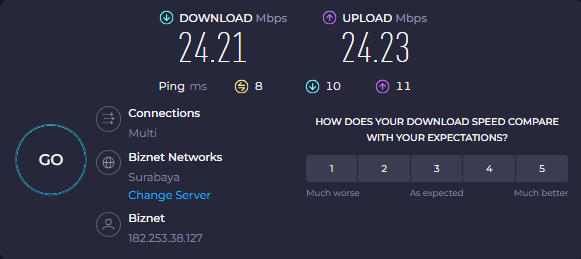 DOWNLOAD Mbps
UPLOAD Mbps
24.21
24.23
Ping ms 8 10 11
GO
Connections
Multi
Biznet Networks
Surabaya
Change Server
Biznet
182.253.38.127
HOW DOES YOUR DOWNLOAD SPEED COMPARE
WITH YOUR EXPECTATIONS?
1 2 3 4 5
Much worse As expected Much better